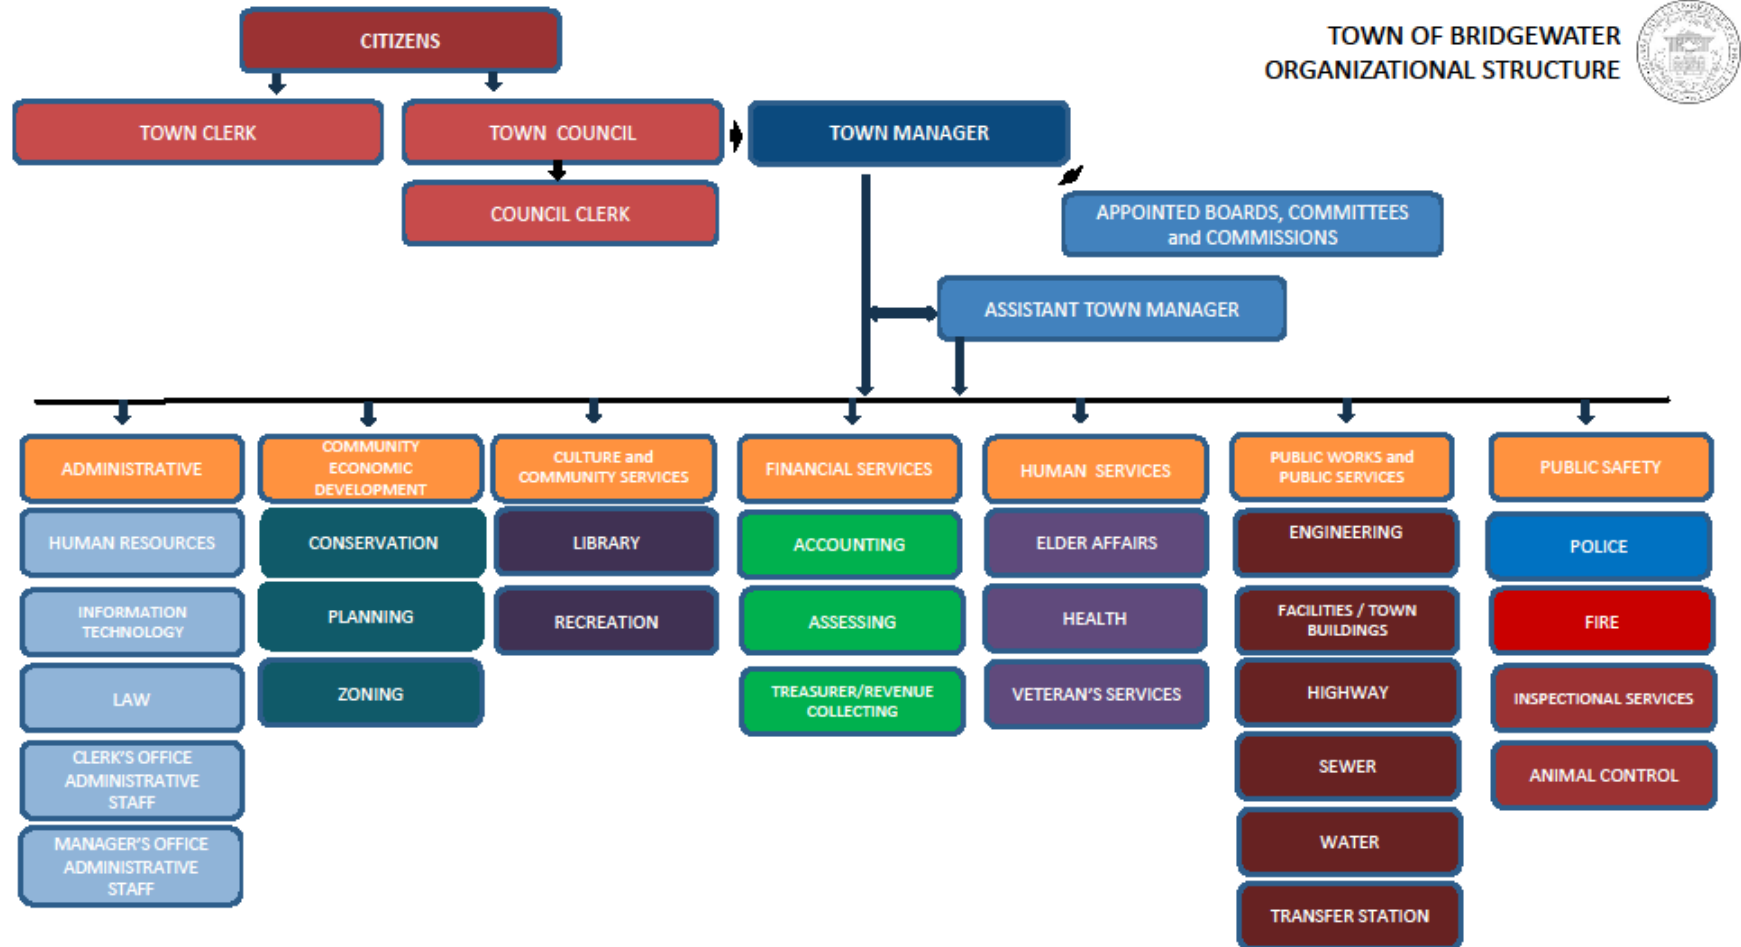 TOWN OF BRIDGEWATER
ORGANIZATIONAL STRUCTURE
CITIZENS
TOWN CLERK
TOWN COUNCIL
TOWN MANAGER
COUNCIL CLERK
APPOINTED BOARDS, COMMITTEES
and COMMISSIONS
ASSISTANT TOWN MANAGER
ADMINISTRATIVE
HUMAN RESOURCES
INFORMATION
TECHNOLOGY
LAW
CLERK'S OFFICE
ADMINISTRATIVE
STAFF
MANAGER'S OFFICE
ADMINISTRATIVE
STAFF
COMMUNITY
ECONOMIC
DEVELOPMENT
CONSERVATION
PLANNING
ZONING
CULTURE and
COMMUNITY SERVICES
LIBRARY
RECREATION
FINANCIAL SERVICES
ACCOUNTING
ASSESSING
TREASURER/REVENUE
COLLECTING
HUMAN SERVICES
ELDER AFFAIRS
HEALTH
VETERAN'S SERVICES
PUBLIC WORKS and
PUBLIC SERVICES
ENGINEERING
FACILITIES / TOWN
BUILDINGS
HIGHWAY
SEWER
WATER
TRANSFER STATION
PUBLIC SAFETY
POLICE
FIRE
INSPECTIONAL SERVICES
ANIMAL CONTROL